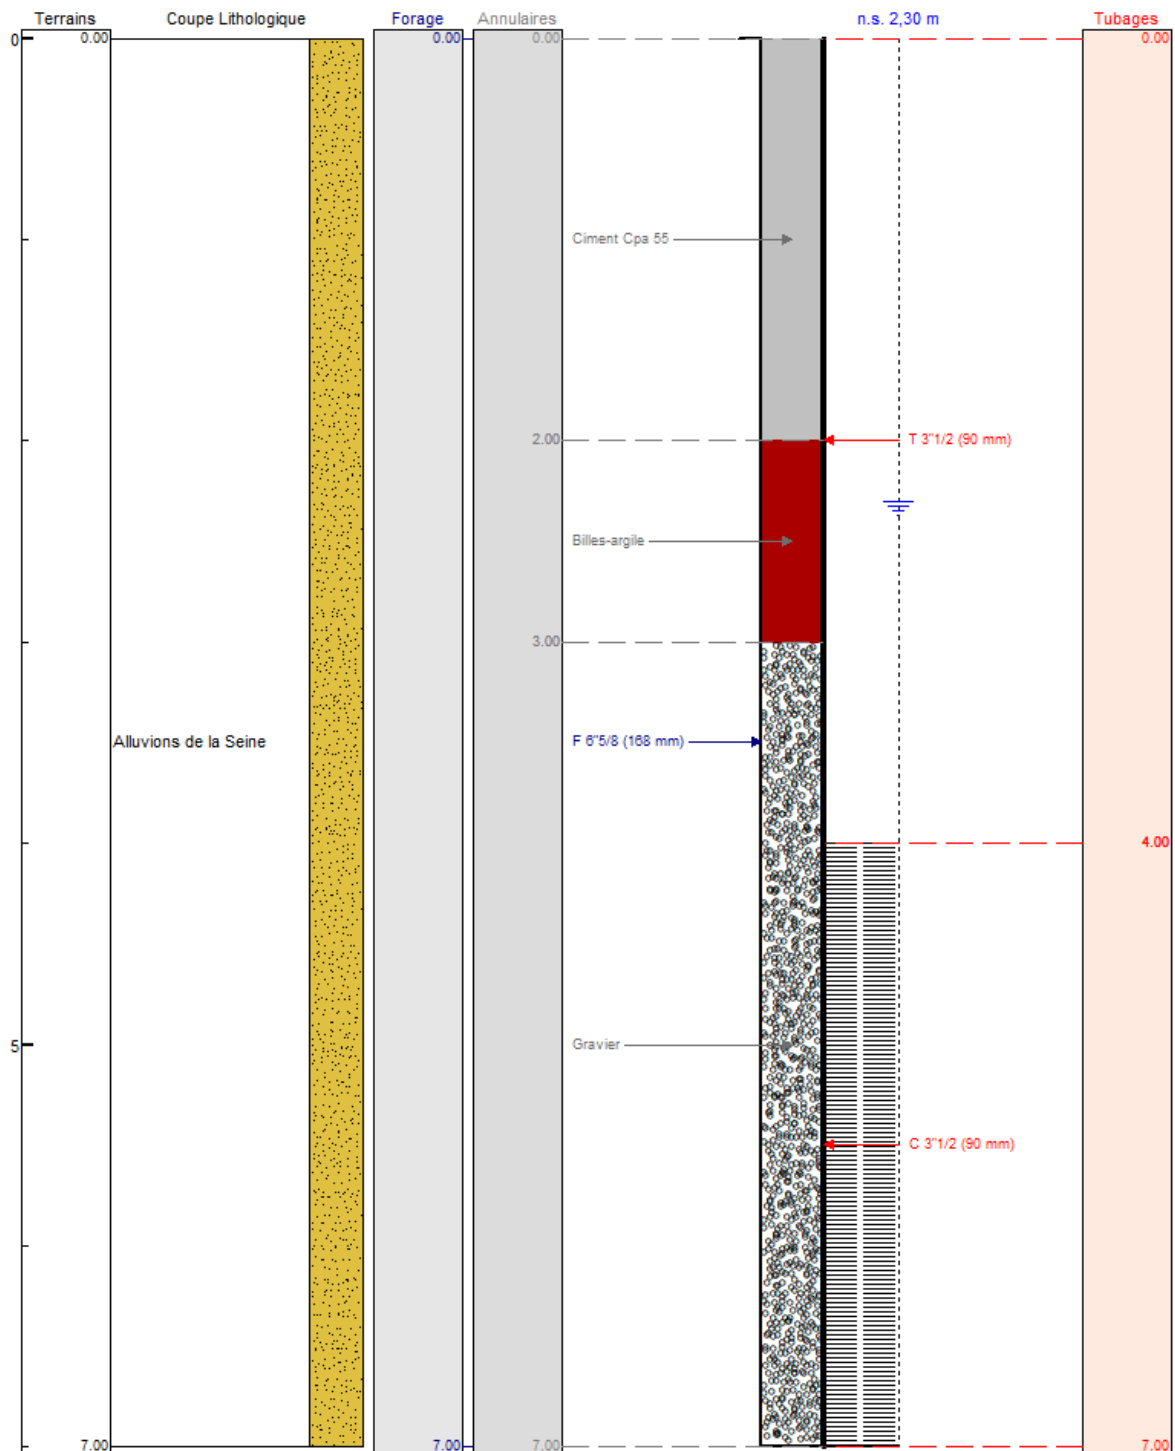 Terrains Coupe Lithologique Forage Annulaires n.s. 2,30 m Tubages
0 0.00 0.00 0.00 0.00
Ciment Cpa 55
2.00 T 3"1/2 (90 mm)
Billes-argile
3.00
Alluvions de la Seine F 6"5/8 (168 mm)
4.00
5 Gravier
C 3"1/2 (90 mm)
7.00 7.00 7.00 7.00